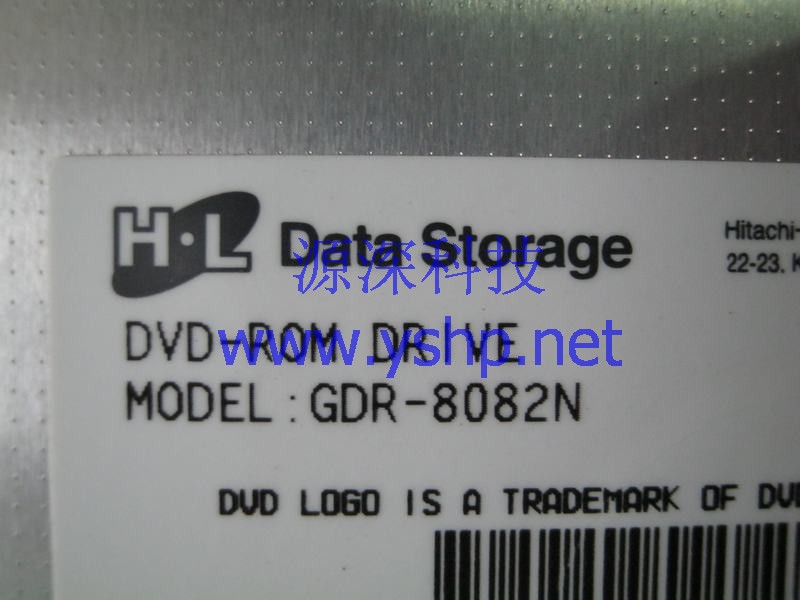 H·L Data Storage
Hitachi-
22-23. K
源深科技
DVD-ROM DRIVE
www.yshp.net
MODEL : GDR-8082N
DVD LOGO IS A TRADEMARK OF DVD